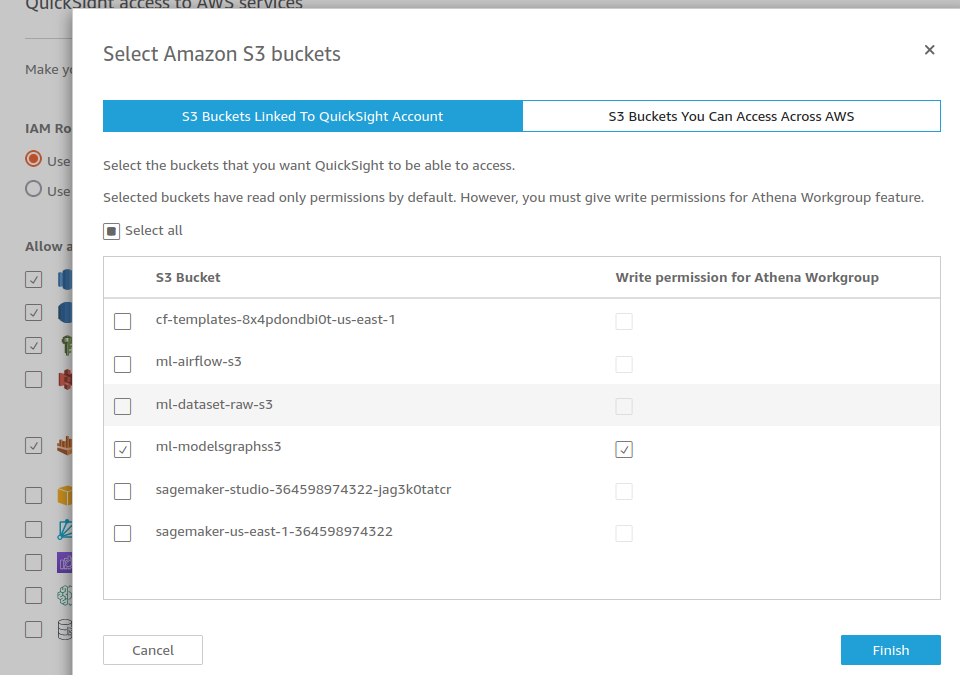 QuickSight access to AWS services
Select Amazon S3 buckets
Make yo
S3 Buckets Linked To QuickSight Account
S3 Buckets You Can Access Across AWS
IAM Ro
Use
Use
Select the buckets that you want QuickSight to be able to access.
Selected buckets have read only permissions by default. However, you must give write permissions for Athena Workgroup feature.
Select all
Allow a
S3 Bucket
Write permission for Athena Workgroup
cf-templates-8x4pdondbi0t-us-east-1
ml-airflow-s3
ml-dataset-raw-s3
ml-modelsgraphss3
sagemaker-studio-364598974322-jag3k0tatcr
sagemaker-us-east-1-364598974322
Cancel
Finish